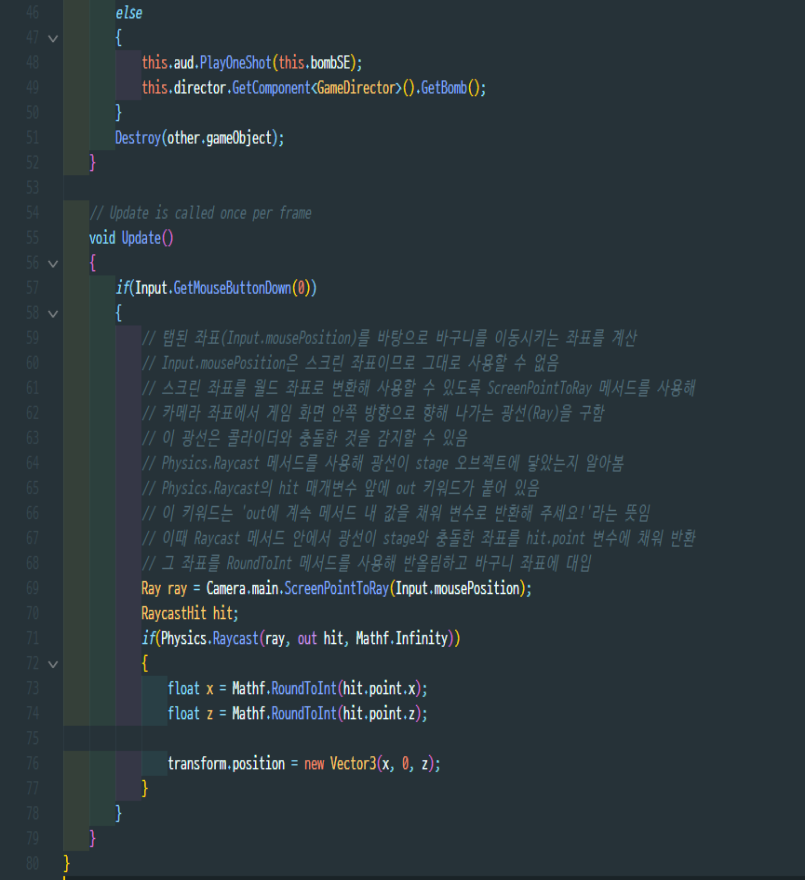 46 else
47 {
48 this.aud.PlayOneShot(this.bombSE);
49 this.director.GetComponent<GameDirector>().GetBomb();
50 }
51 Destroy(other.gameObject);
52 }
53
54 // Update is called once per frame
55 void Update()
56 {
57 if(Input.GetMouseButtonDown(0))
58 {
59 // 탭된 좌표(Input.mousePosition)를 바탕으로 바구니를 이동시키는 좌표를 계산
60 // Input.mousePosition은 스크린 좌표이므로 그대로 사용할 수 없음
61 // 스크린 좌표를 월드 좌표로 변환해 사용할 수 있도록 ScreenPointToRay 메서드를 사용해
62 // 카메라 좌표에서 게임 화면 안쪽 방향으로 향해 나가는 광선(Ray)을 구함
63 // 이 광선은 콜라이더와 충돌한 것을 감지할 수 있음
64 // Physics.Raycast 메서드를 사용해 광선이 stage 오브젝트에 닿았는지 알아봄
65 // Physics.Raycast의 hit 매개변수 앞에 out 키워드가 붙어 있음
66 // 이 키워드는 'out에 계속 메서드 내 값을 채워 변수로 반환해 주세요!'라는 뜻임
67 // 이때 Raycast 메서드 안에서 광선이 stage와 충돌한 좌표를 hit.point 변수에 채워 반환
68 // 그 좌표를 RoundToInt 메서드를 사용해 반올림하고 바구니 좌표에 대입
69 Ray ray = Camera.main.ScreenPointToRay(Input.mousePosition);
70 RaycastHit hit;
71 if(Physics.Raycast(ray, out hit, Mathf.Infinity))
72 {
73 float x = Mathf.RoundToInt(hit.point.x);
74 float z = Mathf.RoundToInt(hit.point.z);
75
76 transform.position = new Vector3(x, 0, z);
77 }
78 }
79 }
80 }